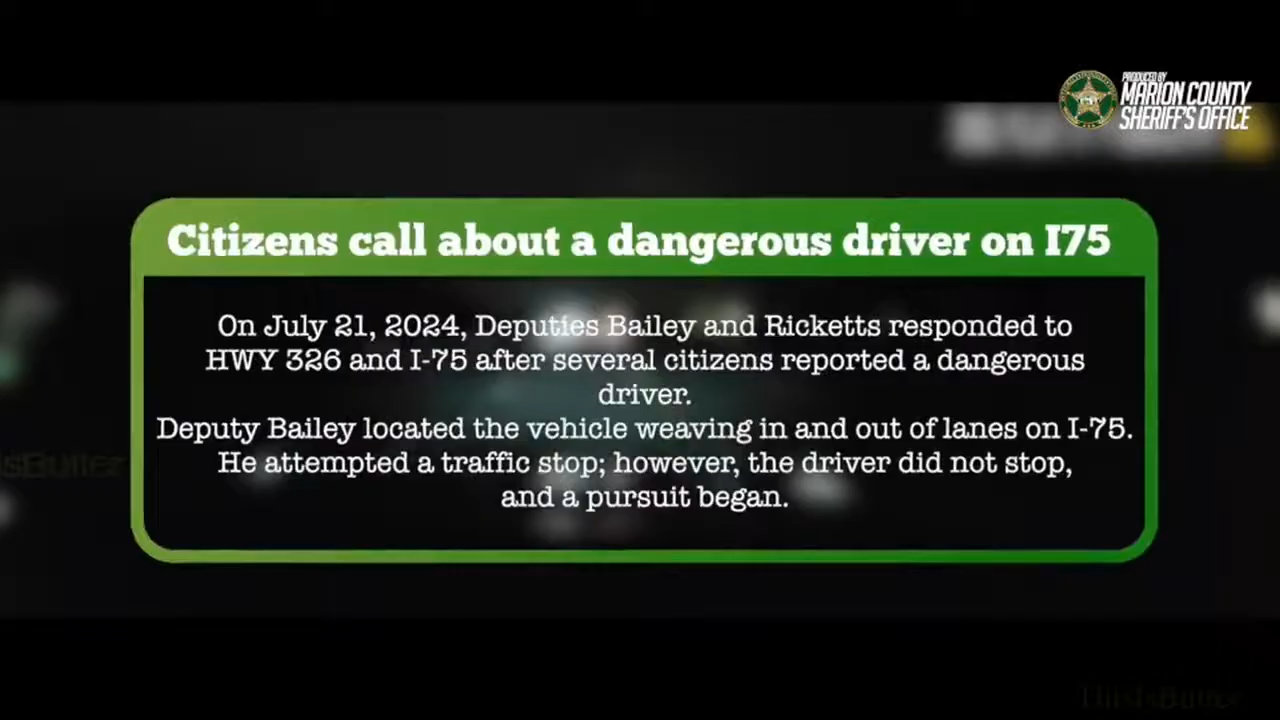 PRODUCED BY
MARION COUNTY
SHERIFF'S OFFICE
Citizens call about a dangerous driver on I75
On July 21, 2024, Deputies Bailey and Ricketts responded to
HWY 326 and I-75 after several citizens reported a dangerous
driver.
Deputy Bailey located the vehicle weaving in and out of lanes on I-75.
He attempted a traffic stop; however, the driver did not stop,
and a pursuit began.
ThisIsButter